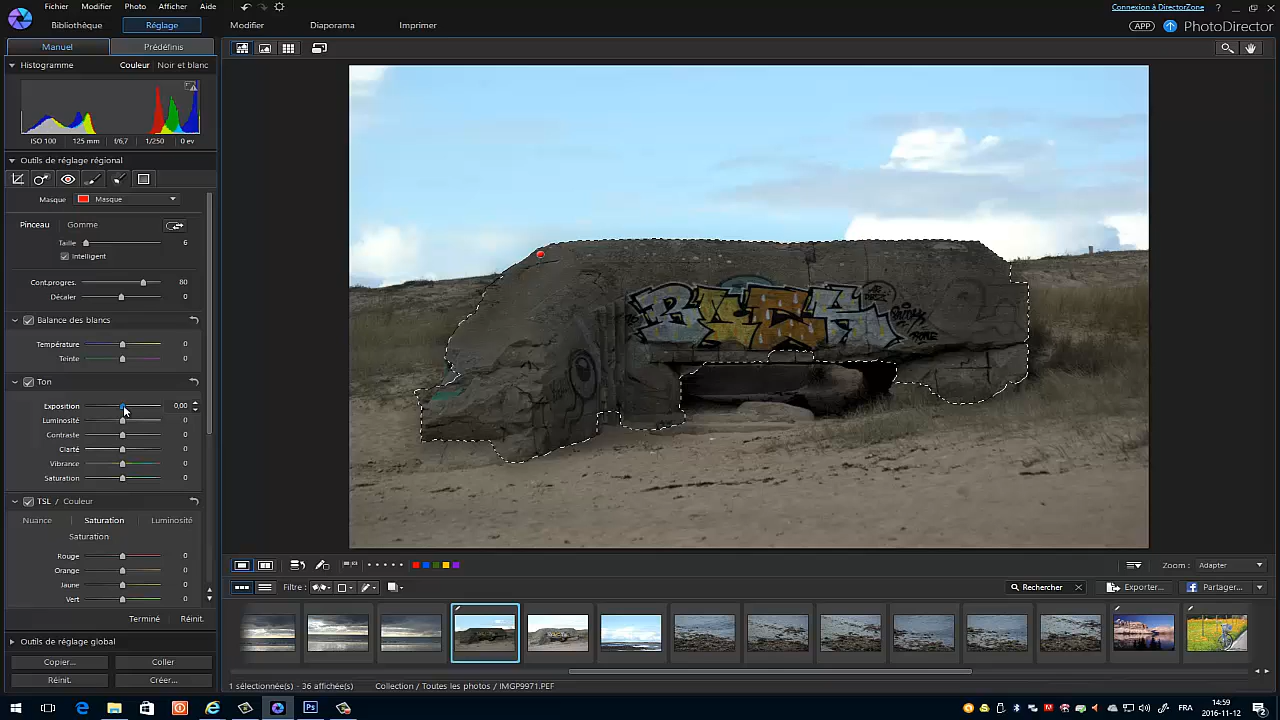 Fichier Modifier Photo Afficher Aide
Connexion à DirectorZone ?
Bibliothèque Réglage Modifier Diaporama Imprimer
APP PhotoDirector
Manuel Prédéfinis
Histogramme Couleur Noir et blanc
ISO 100 125 mm f/6,7 1/250 0 ev
Outils de réglage régional
Masque Masque
Pinceau Gomme
Taille 6
Intelligent
Cont.progres. 80
Décaler 0
Balance des blancs
Température 0
Teinte 0
Ton
Exposition 0,00
Luminosité 0
Contraste 0
Clarté 0
Vibrance 0
Saturation 0
TSL / Couleur
Nuance Saturation Luminosité
Saturation
Rouge 0
Orange 0
Jaune 0
Vert 0
Terminé Réinit.
Outils de réglage global
Copier... Coller
Réinit. Créer...
Zoom : Adapter
Filtre : Rechercher Exporter... Partager...
1 sélectionnée(s) - 36 affichée(s) Collection / Toutes les photos / IMGP9971.PEF
FRA 14:59
2016-11-12